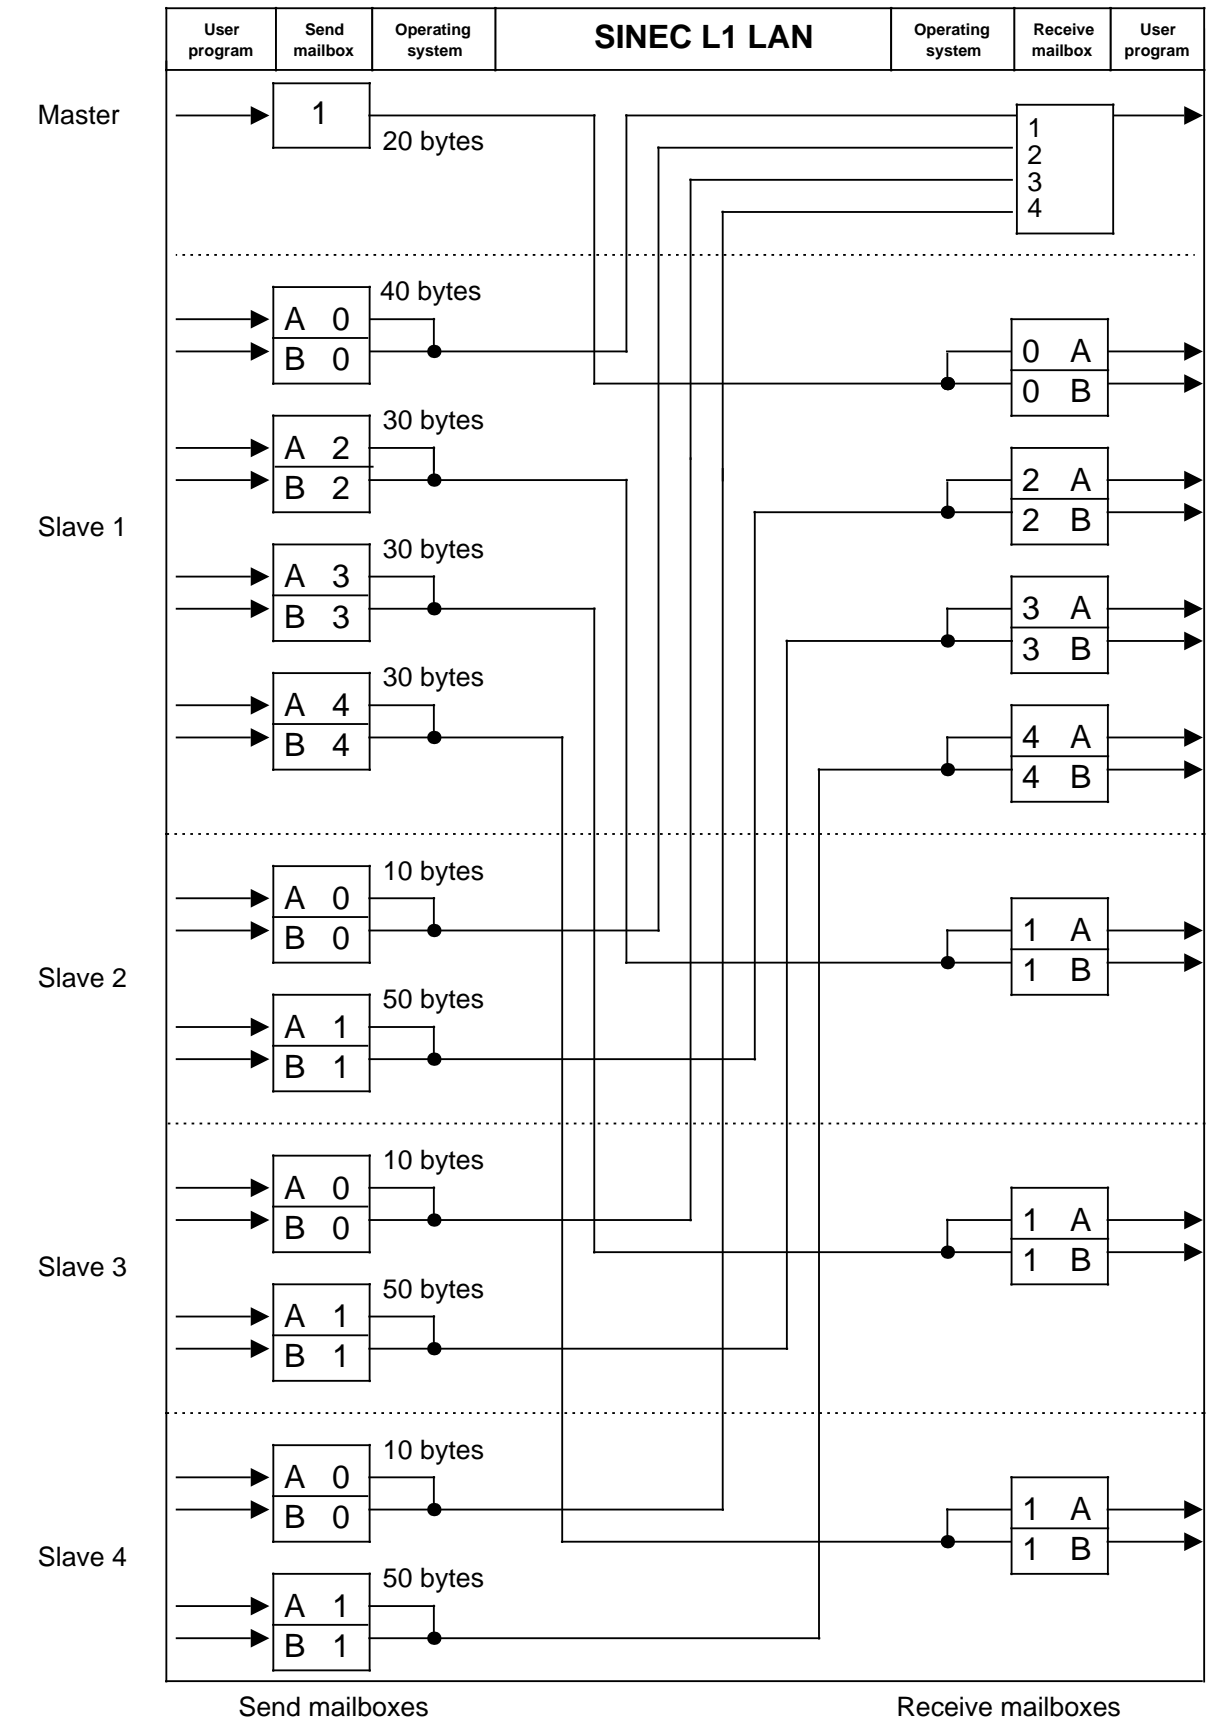 User program
Send mailbox
Operating system
SINEC L1 LAN
Operating system
Receive mailbox
User program
Master
1
20 bytes
1
2
3
4
40 bytes
A 0
B 0
0 A
0 B
30 bytes
A 2
B 2
2 A
2 B
Slave 1
30 bytes
A 3
B 3
3 A
3 B
30 bytes
A 4
B 4
4 A
4 B
10 bytes
A 0
B 0
1 A
1 B
Slave 2
50 bytes
A 1
B 1
10 bytes
A 0
B 0
1 A
1 B
Slave 3
50 bytes
A 1
B 1
10 bytes
A 0
B 0
1 A
1 B
Slave 4
50 bytes
A 1
B 1
Send mailboxes
Receive mailboxes